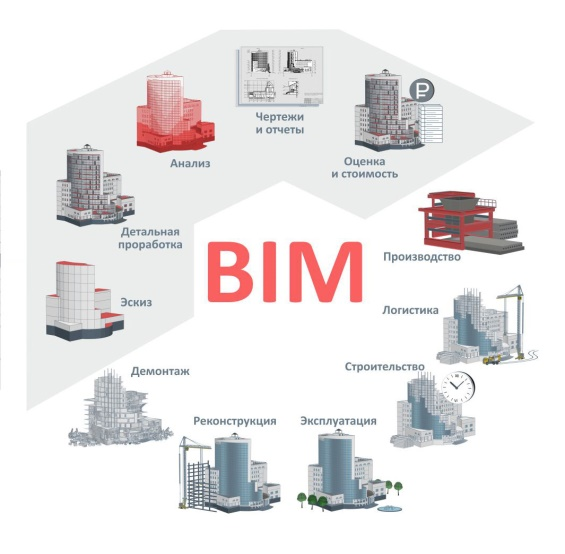 Чертежи
и отчеты
Анализ
Оценка
и стоимость
Детальная
проработка
BIM
Производство
Эскиз
Логистика
Демонтаж
Строительство
Реконструкция
Эксплуатация